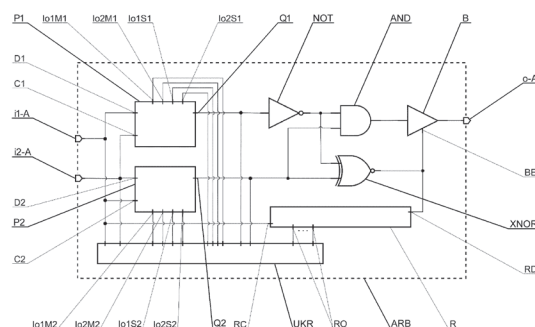 P1 Io1M1 Io2M1 Io1S1 Io2S1 Q1 NOT AND B
D1
C1
i1-A
o-A
i2-A
BE
D2
P2
XNOR
C2
RD
Io1M2 Io2M2 Io1S2 Io2S2 Q2 RC UKR RO ARB R